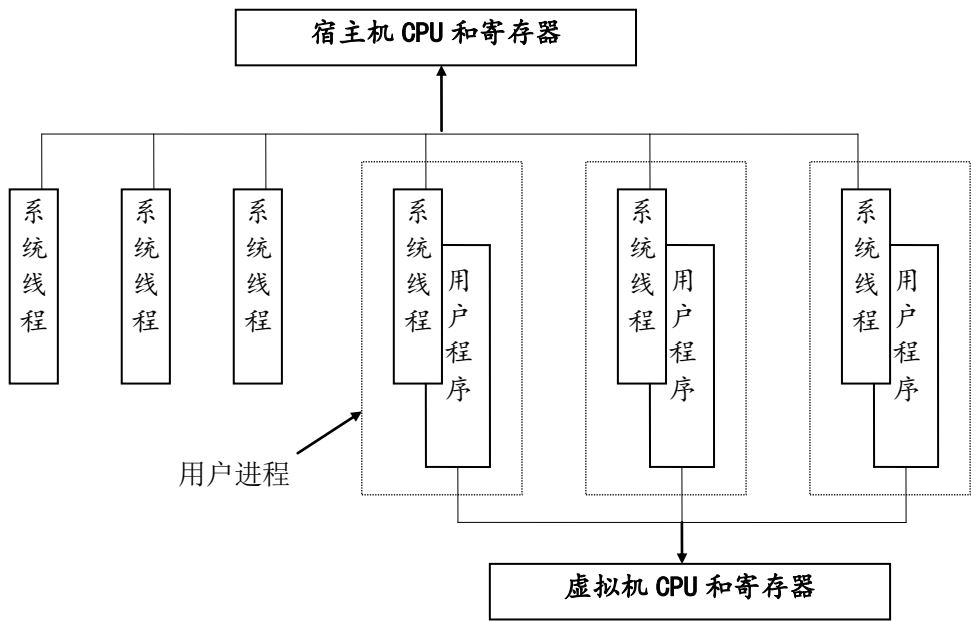 宿主机 CPU 和寄存器
系统线程
系统线程
系统线程
系统线程
用户程序
系统线程
用户程序
系统线程
用户程序
用户进程
虚拟机 CPU 和寄存器